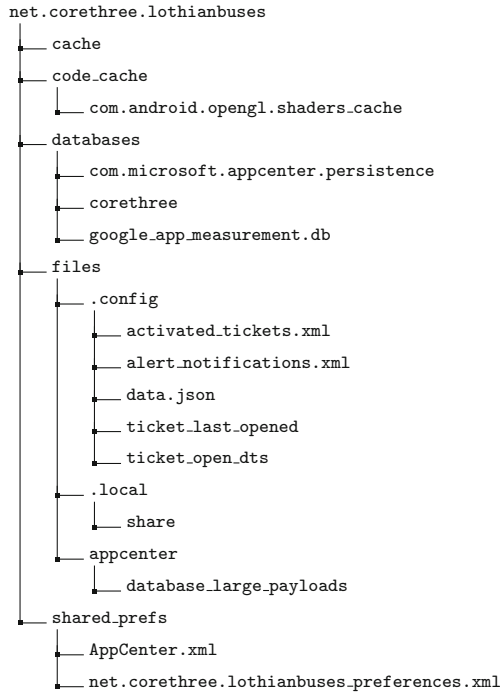 net.corethree.lothianbuses
cache
code_cache
com.android.opengl.shaders_cache
databases
com.microsoft.appcenter.persistence
corethree
google_app_measurement.db
files
.config
activated_tickets.xml
alert_notifications.xml
data.json
ticket_last_opened
ticket_open_dts
.local
share
appcenter
database_large_payloads
shared_prefs
AppCenter.xml
net.corethree.lothianbuses_preferences.xml